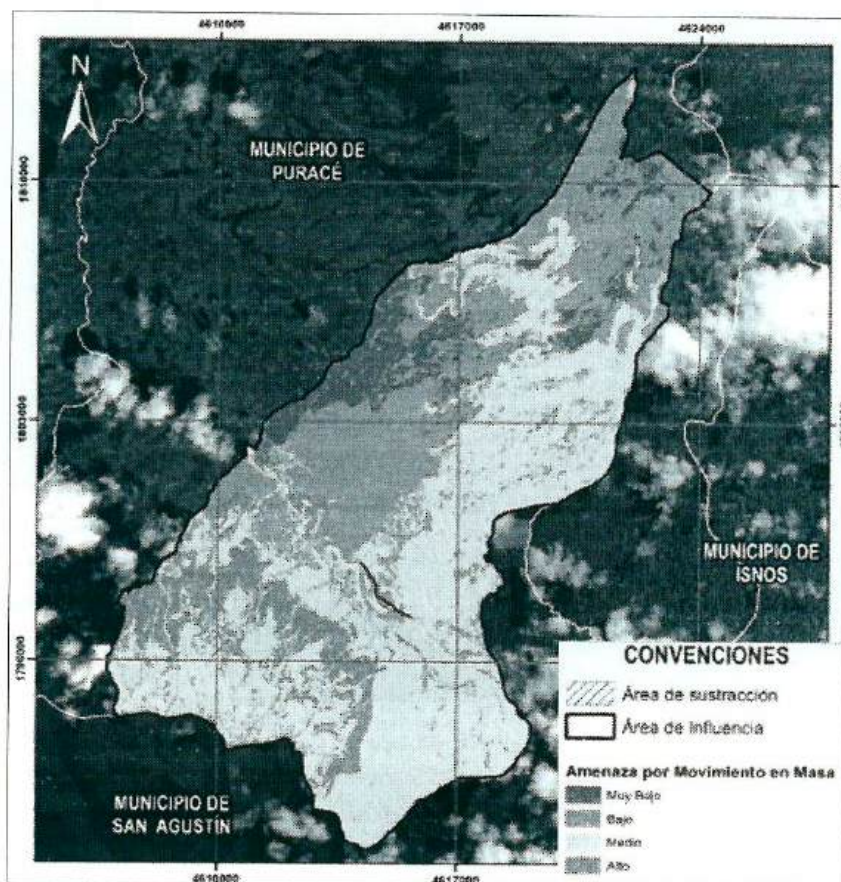 4610000 4617000 4624000
N
MUNICIPIO DE
PURACÉ
1810000
1803000
MUNICIPIO DE
ISNOS
1796000
CONVENCIONES
Área de sustracción
Área de Influencia
Amenaza por Movimiento en Masa
Muy Bajo
Bajo
Medio
Alto
MUNICIPIO DE
SAN AGUSTÍN
4610000 4617000